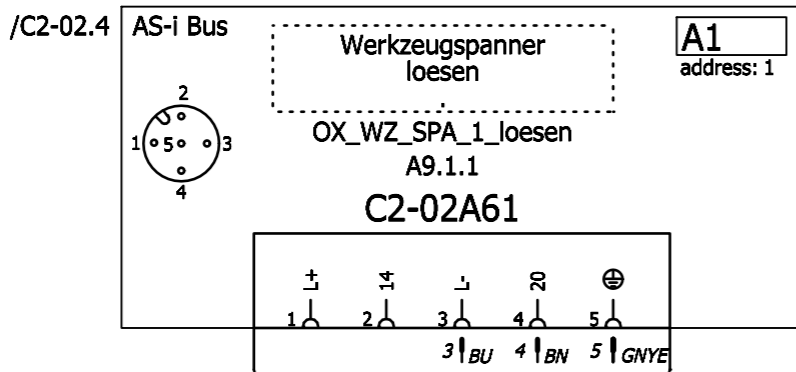 /C2-02.4 AS-i Bus
Werkzeugspanner
loesen
A1
address: 1
2
1 5 3
4
OX_WZ_SPA_1_loesen
A9.1.1
C2-02A61
L+ 14 L- 20
1 2 3 4 5
3 BU 4 BN 5 GNYE